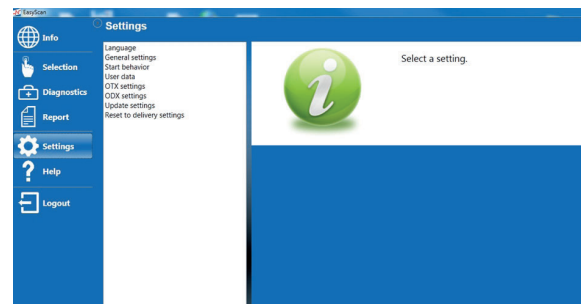 EasyScan
Settings
Info
Selection
Diagnostics
Report
Settings
Help
Logout
Language
General settings
Start behavior
User data
OTX settings
ODX settings
Update settings
Reset to delivery settings
Select a setting.